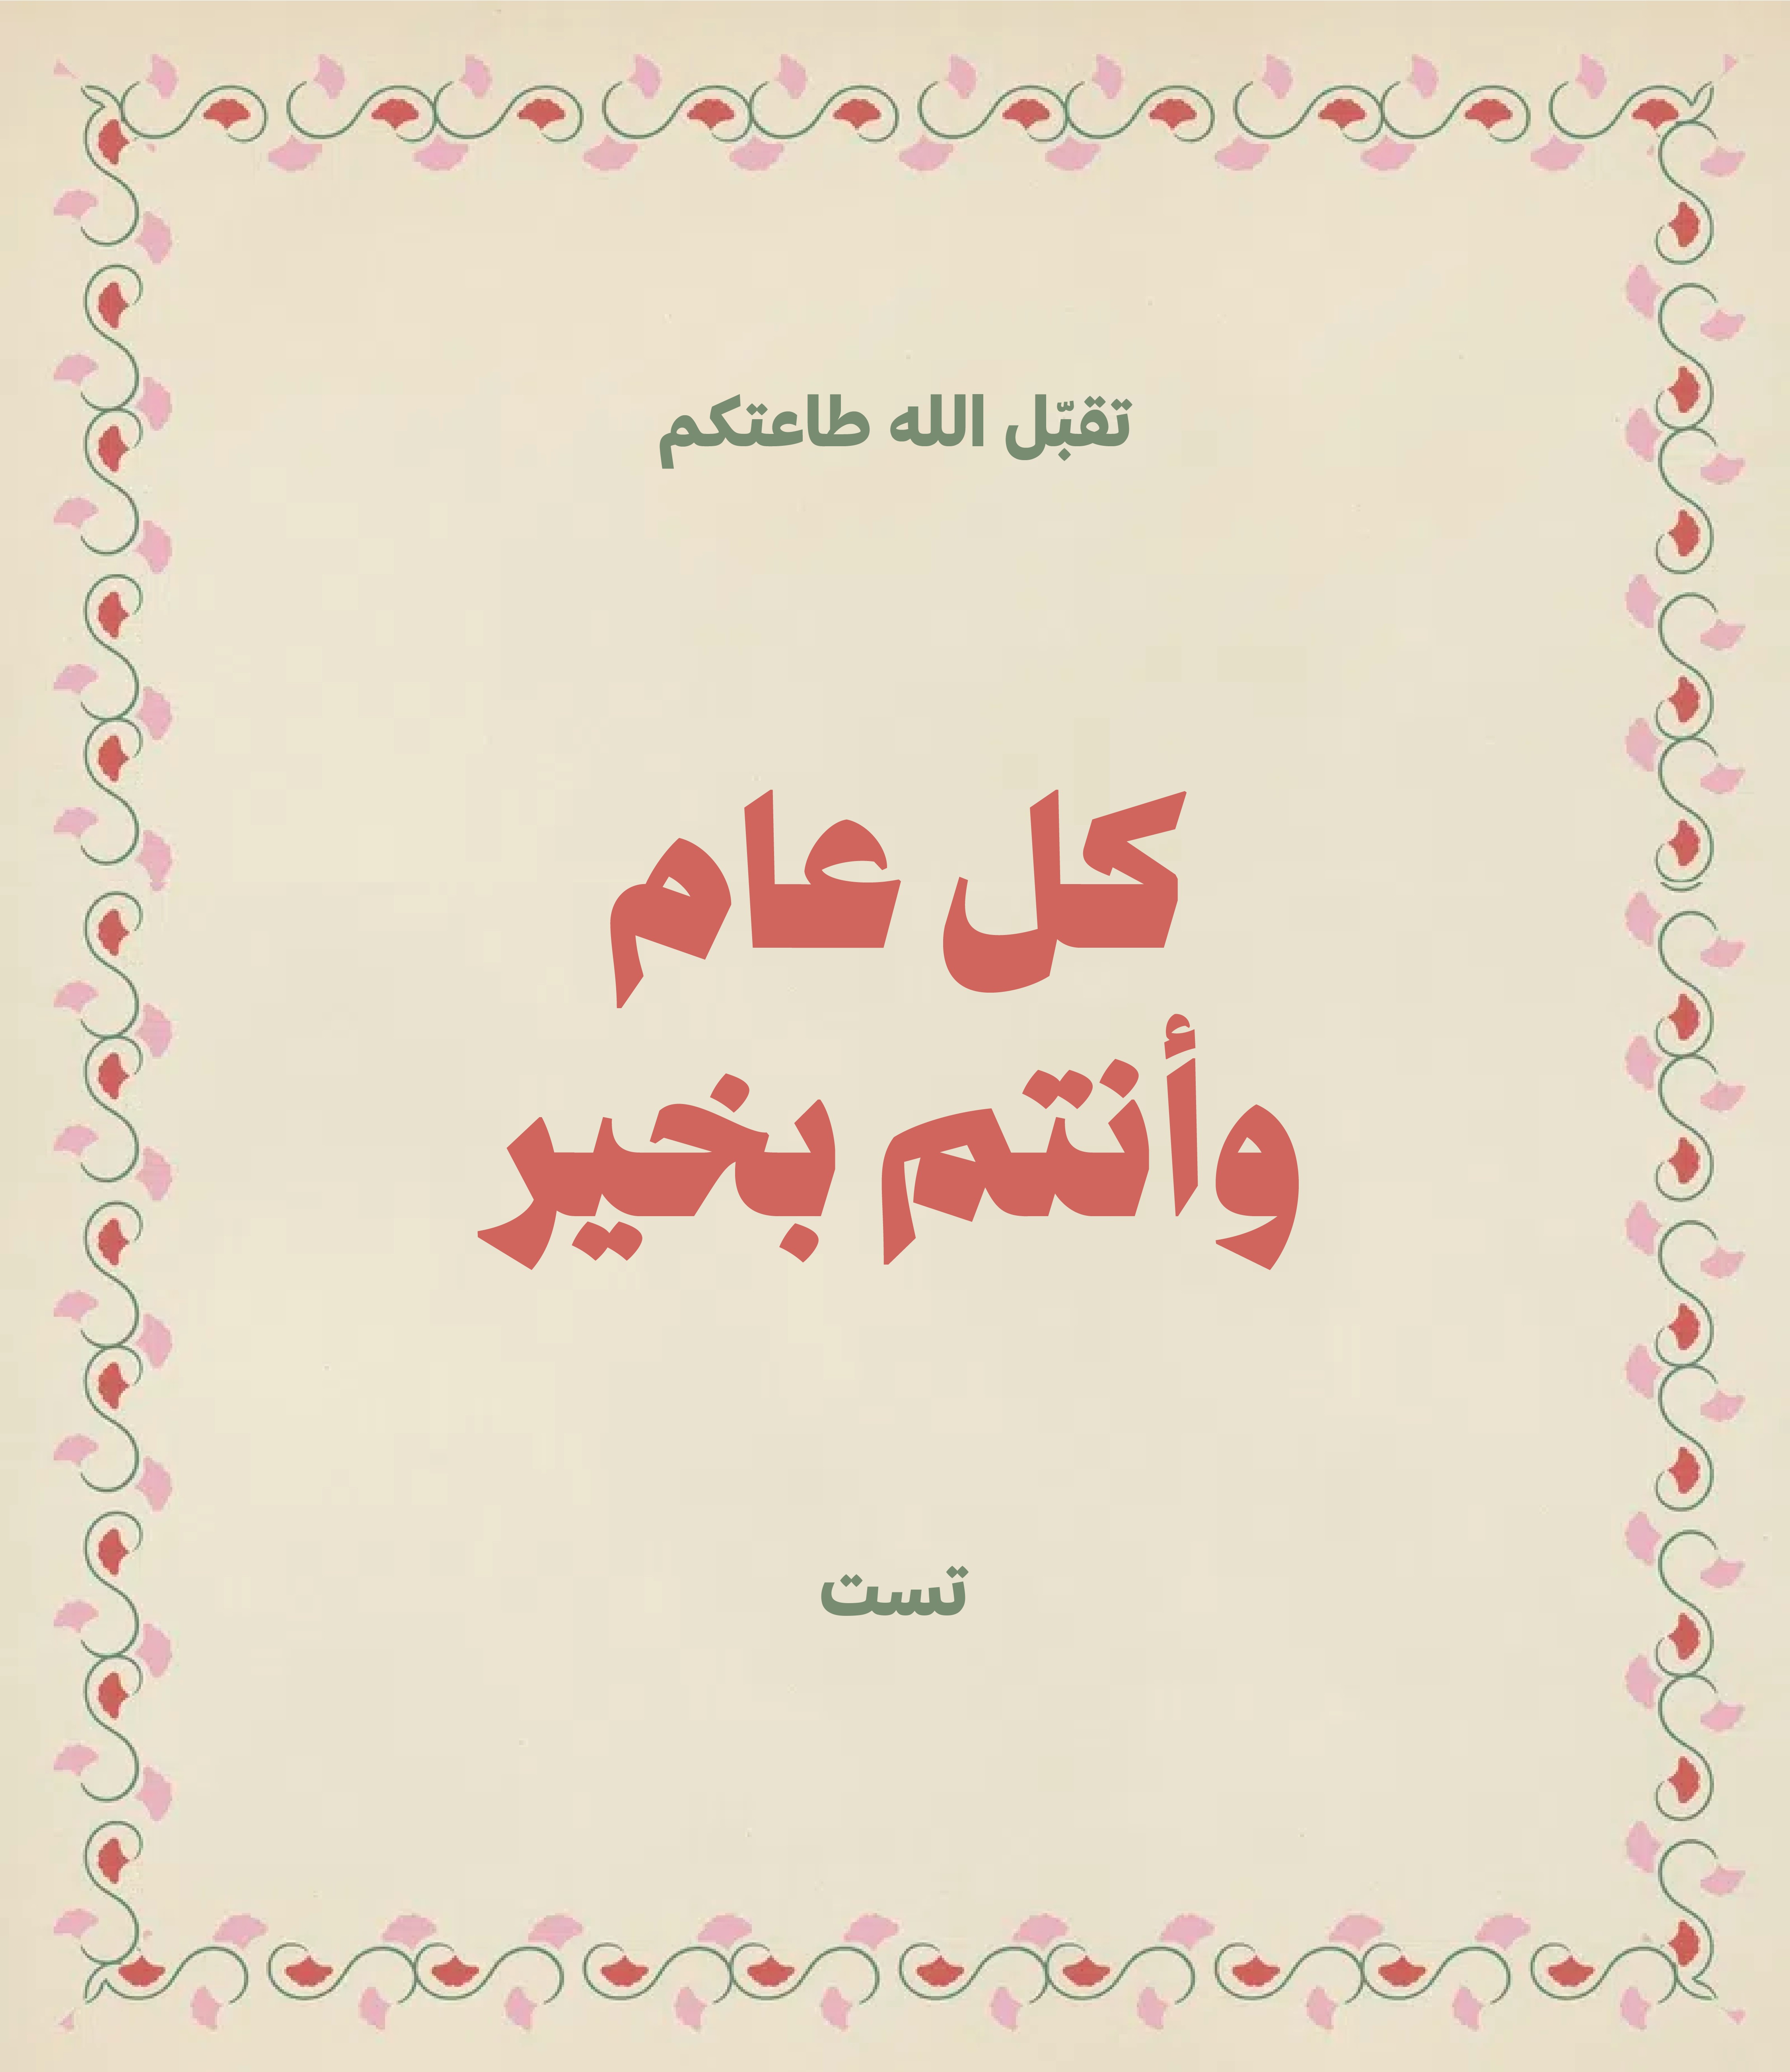 تقبّل الله طاعتكم
كل عام
وأنتم بخير
تست